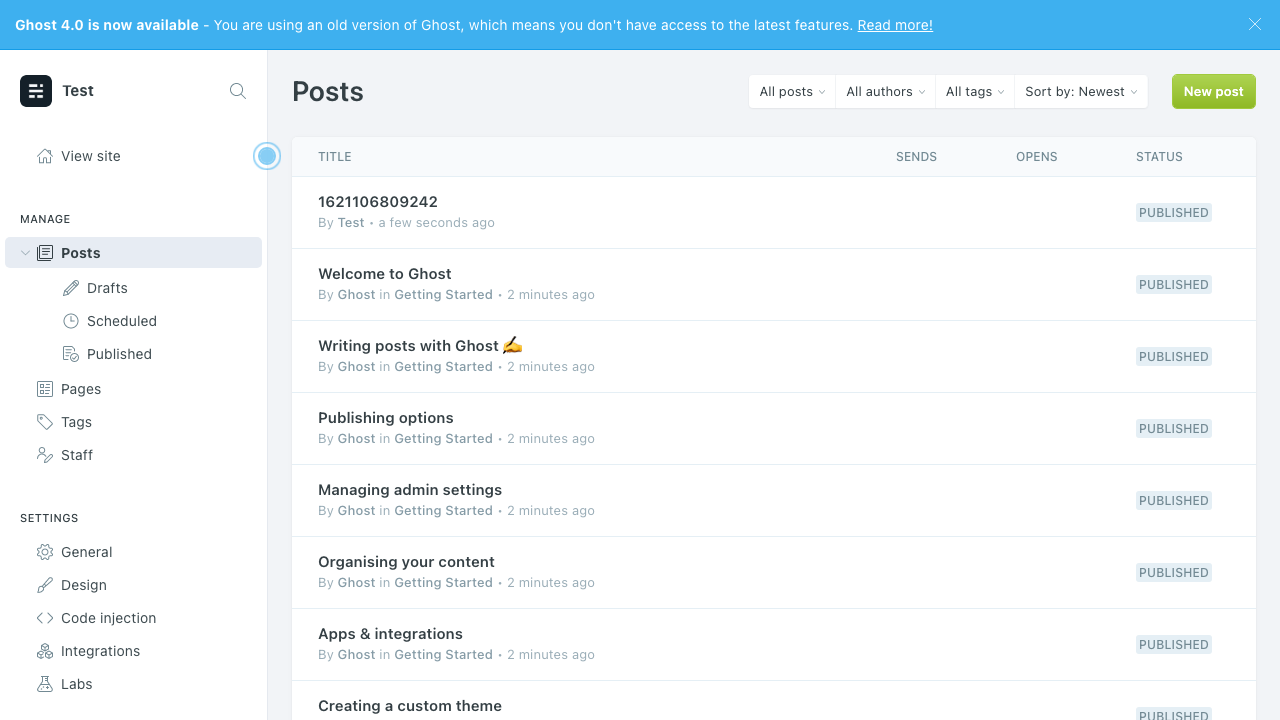 Ghost 4.0 is now available - You are using an old version of Ghost, which means you don't have access to the latest features. Read more!
Test
View site
MANAGE
Posts
Drafts
Scheduled
Published
Pages
Tags
Staff
SETTINGS
General
Design
Code injection
Integrations
Labs
Posts
All posts
All authors
All tags
Sort by: Newest
New post
TITLE SENDS OPENS STATUS
1621106809242
By Test • a few seconds ago
PUBLISHED
Welcome to Ghost
By Ghost in Getting Started • 2 minutes ago
PUBLISHED
Writing posts with Ghost ✍️
By Ghost in Getting Started • 2 minutes ago
PUBLISHED
Publishing options
By Ghost in Getting Started • 2 minutes ago
PUBLISHED
Managing admin settings
By Ghost in Getting Started • 2 minutes ago
PUBLISHED
Organising your content
By Ghost in Getting Started • 2 minutes ago
PUBLISHED
Apps & integrations
By Ghost in Getting Started • 2 minutes ago
PUBLISHED
Creating a custom theme
PUBLISHED